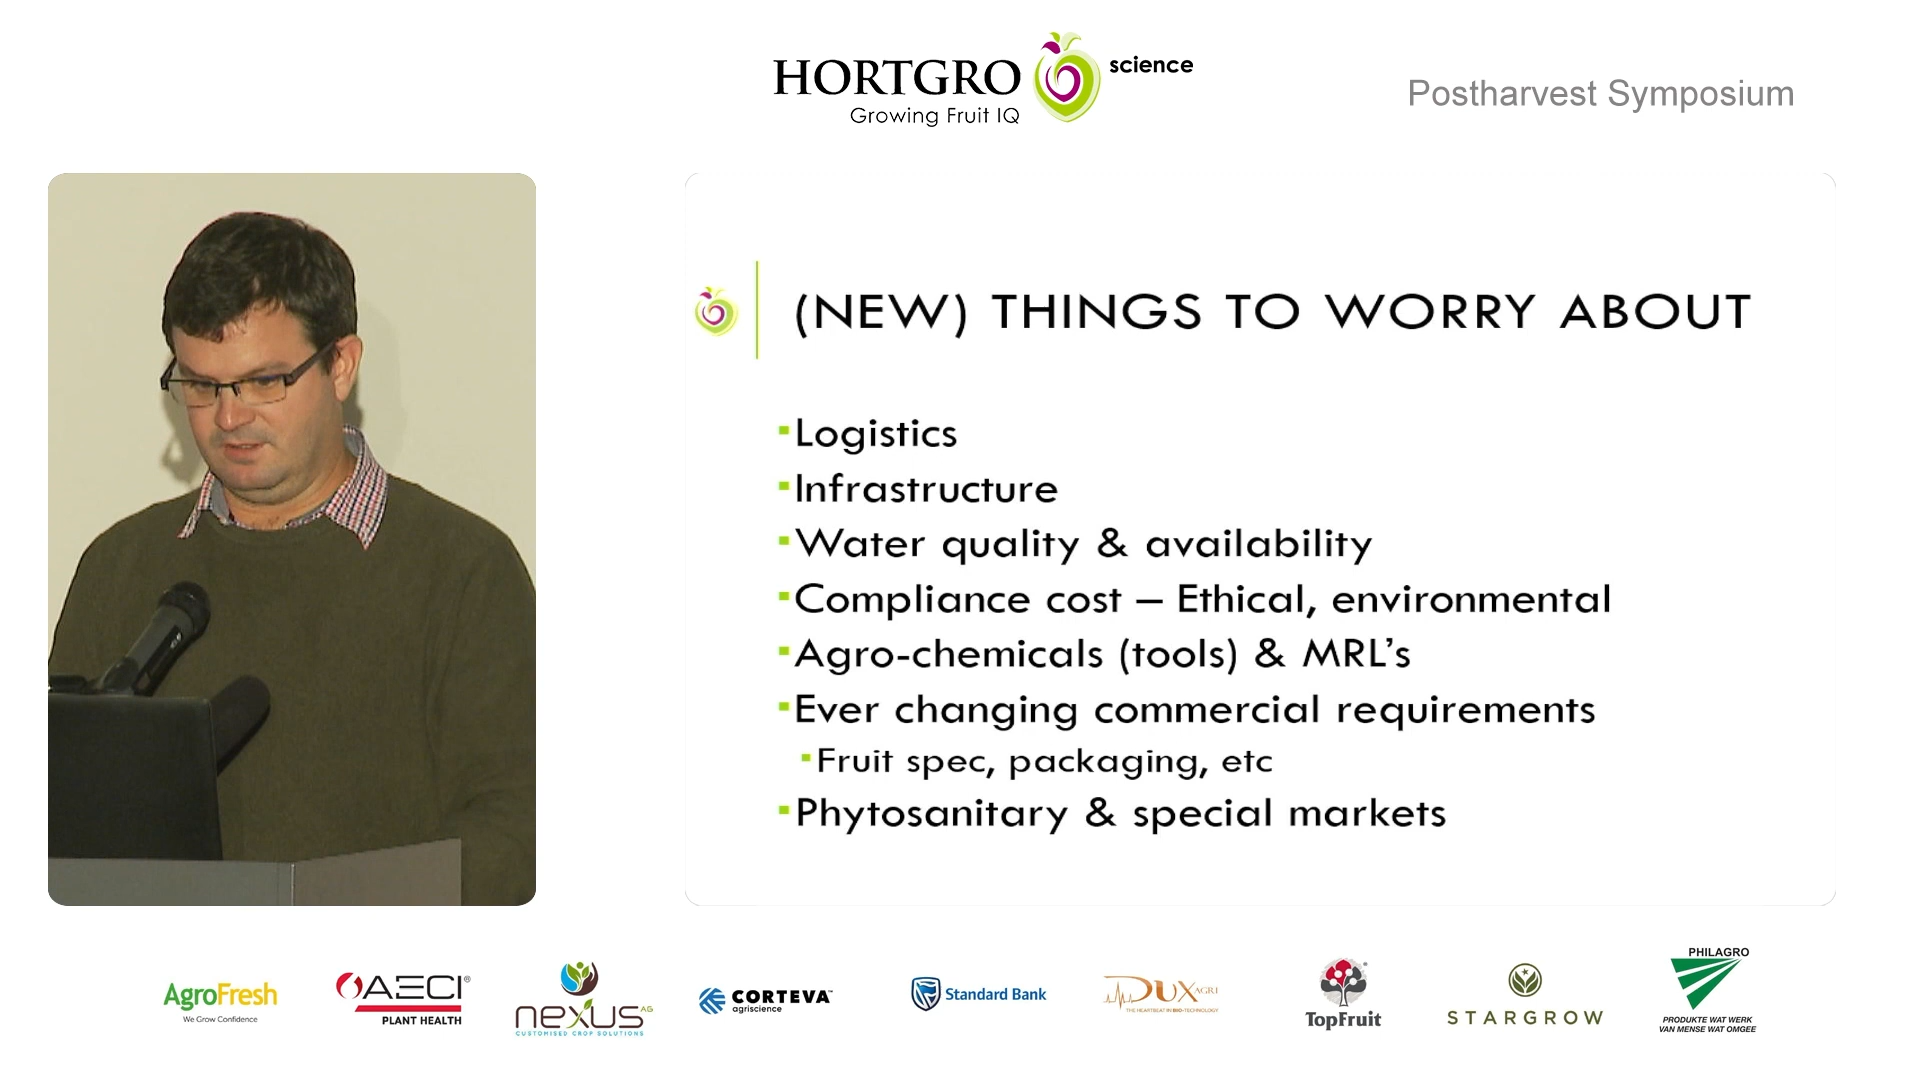 HORTGRO science
Growing Fruit IQ
Postharvest Symposium
(NEW) THINGS TO WORRY ABOUT
Logistics
Infrastructure
Water quality & availability
Compliance cost – Ethical, environmental
Agro-chemicals (tools) & MRL’s
Ever changing commercial requirements
Fruit spec, packaging, etc
Phytosanitary & special markets
AgroFresh
We Grow Confidence
AECI®
PLANT HEALTH
nexus AG
CUSTOMISED CROP SOLUTIONS
CORTEVA™
agriscience
Standard Bank
DUX AGRI
THE HEARTBEAT IN BIO-TECHNOLOGY
TopFruit
STARGROW
PHILAGRO
PRODUKTE WAT WERK
VAN MENSE WAT OMGEE